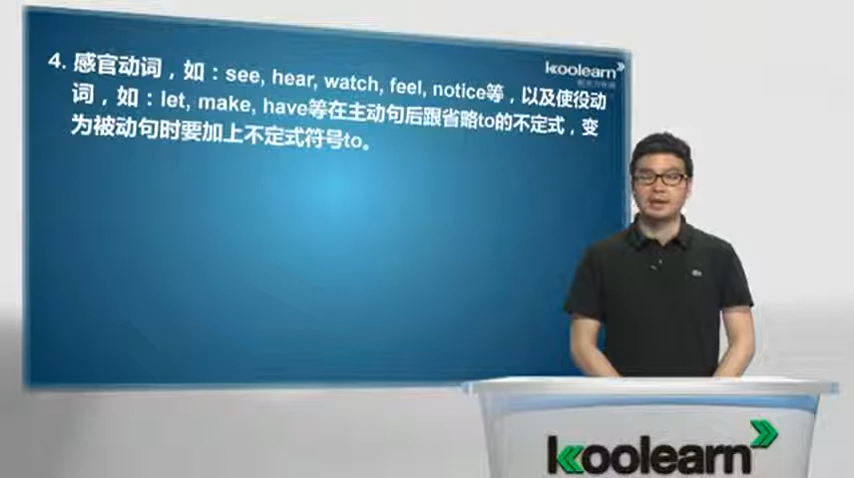 4. 感官动词，如：see, hear, watch, feel, notice等，以及使役动
词，如：let, make, have等在主动句后跟省略to的不定式，变
为被动句时要加上不定式符号to。
koolearn
koolearn